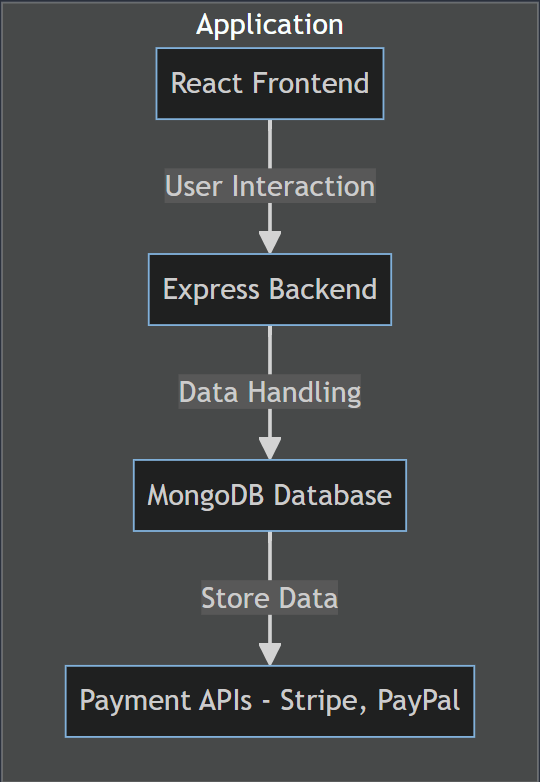 Application
React Frontend
User Interaction
Express Backend
Data Handling
MongoDB Database
Store Data
Payment APIs - Stripe, PayPal